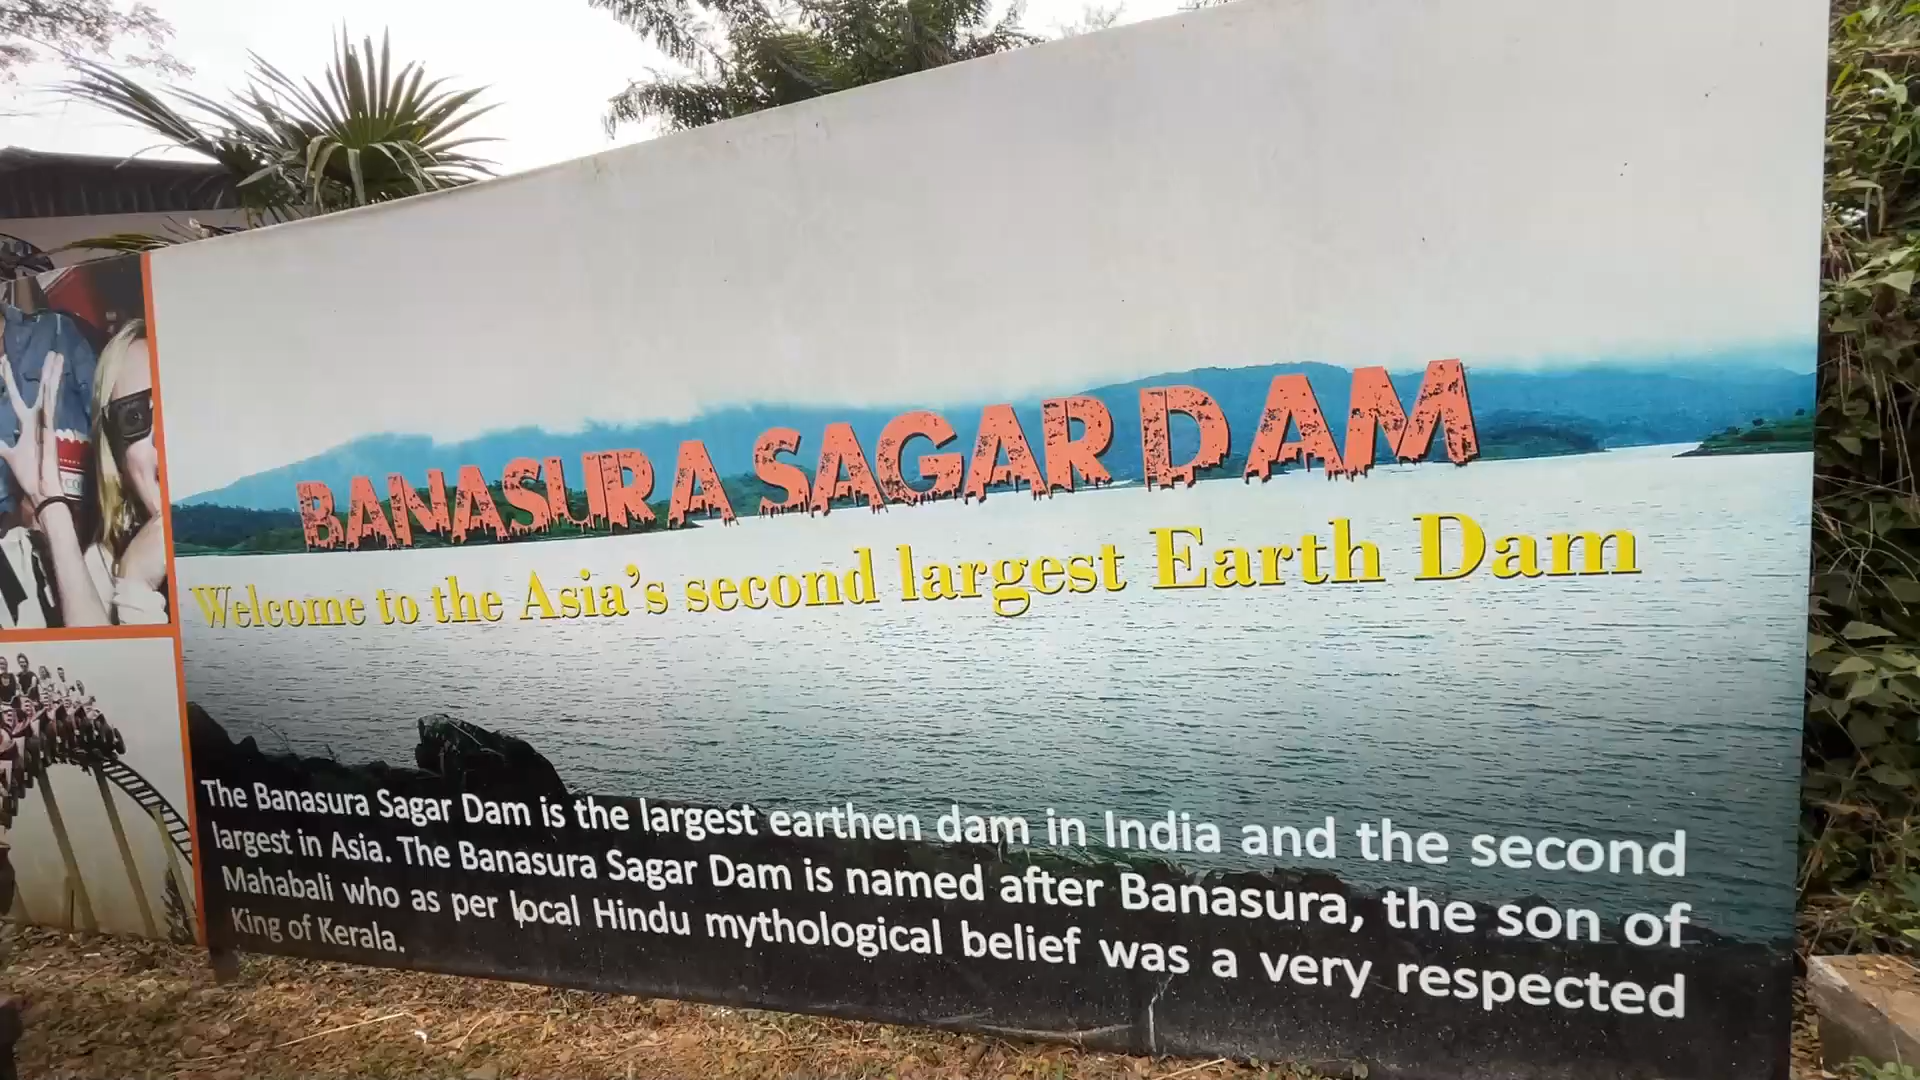 BANASURA SAGAR DAM
Welcome to the Asia's second largest Earth Dam
The Banasura Sagar Dam is the largest earthen dam in India and the second
largest in Asia. The Banasura Sagar Dam is named after Banasura, the son of
Mahabali who as per local Hindu mythological belief was a very respected
King of Kerala.